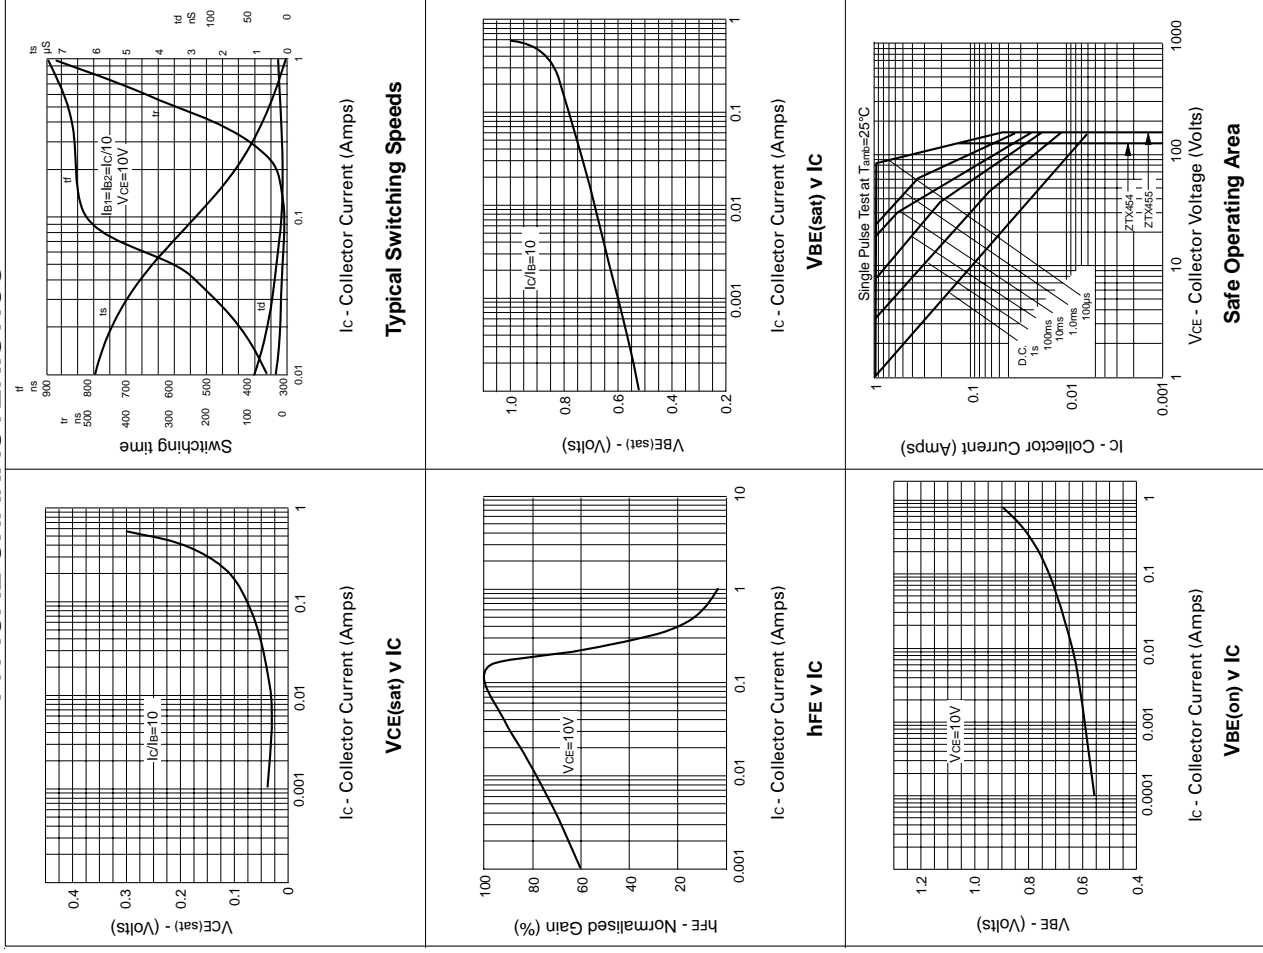 VCE(sat) - (Volts)
0.4
0.3
0.2
0.1
0
IC/IB=10
0.001
0.01
0.1
1
IC - Collector Current (Amps)
VCE(sat) v IC
Switching time
tf
ns
900
800
700
600
500
400
300
tr
ns
500
400
300
200
100
0
ts
µS
7
6
5
4
3
2
1
0
td
nS
100
50
0
tf
IB1=IB2=IC/10
VCE=10V
tr
ts
td
0.01
0.1
1
IC - Collector Current (Amps)
Typical Switching Speeds
hFE - Normalised Gain (%)
100
80
60
40
20
VCE=10V
0.001
0.01
0.1
1
10
IC - Collector Current (Amps)
hFE v IC
VBE(sat) - (Volts)
1.0
0.8
0.6
0.4
0.2
IC/IB=10
0.001
0.01
0.1
1
IC - Collector Current (Amps)
VBE(sat) v IC
VBE - (Volts)
1.2
1.0
0.8
0.6
0.4
VCE=10V
0.0001
0.001
0.01
0.1
1
IC - Collector Current (Amps)
VBE(on) v IC
IC - Collector Current (Amps)
Single Pulse Test at Tamb=25°C
1
0.1
0.01
0.001
D.C.
1s
100ms
10ms
1.0ms
100µs
ZTX454
ZTX455
1
10
100
1000
VCE - Collector Voltage (Volts)
Safe Operating Area